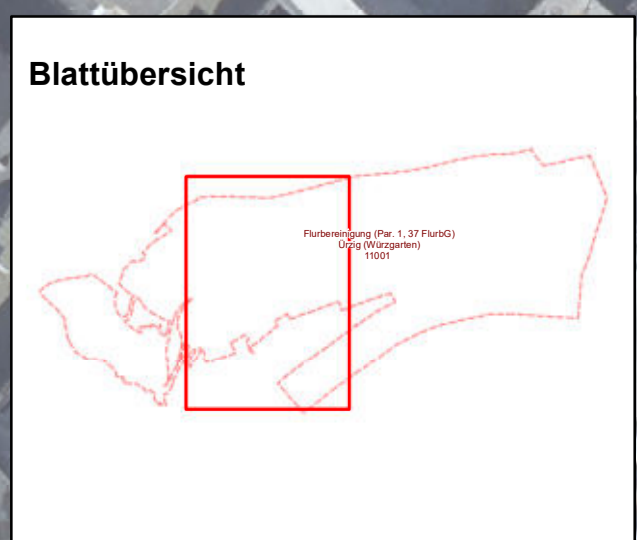 Blattübersicht
Flurbereinigung (Par. 1, 37 FlurbG)
Ürzig (Würzgarten)
11001